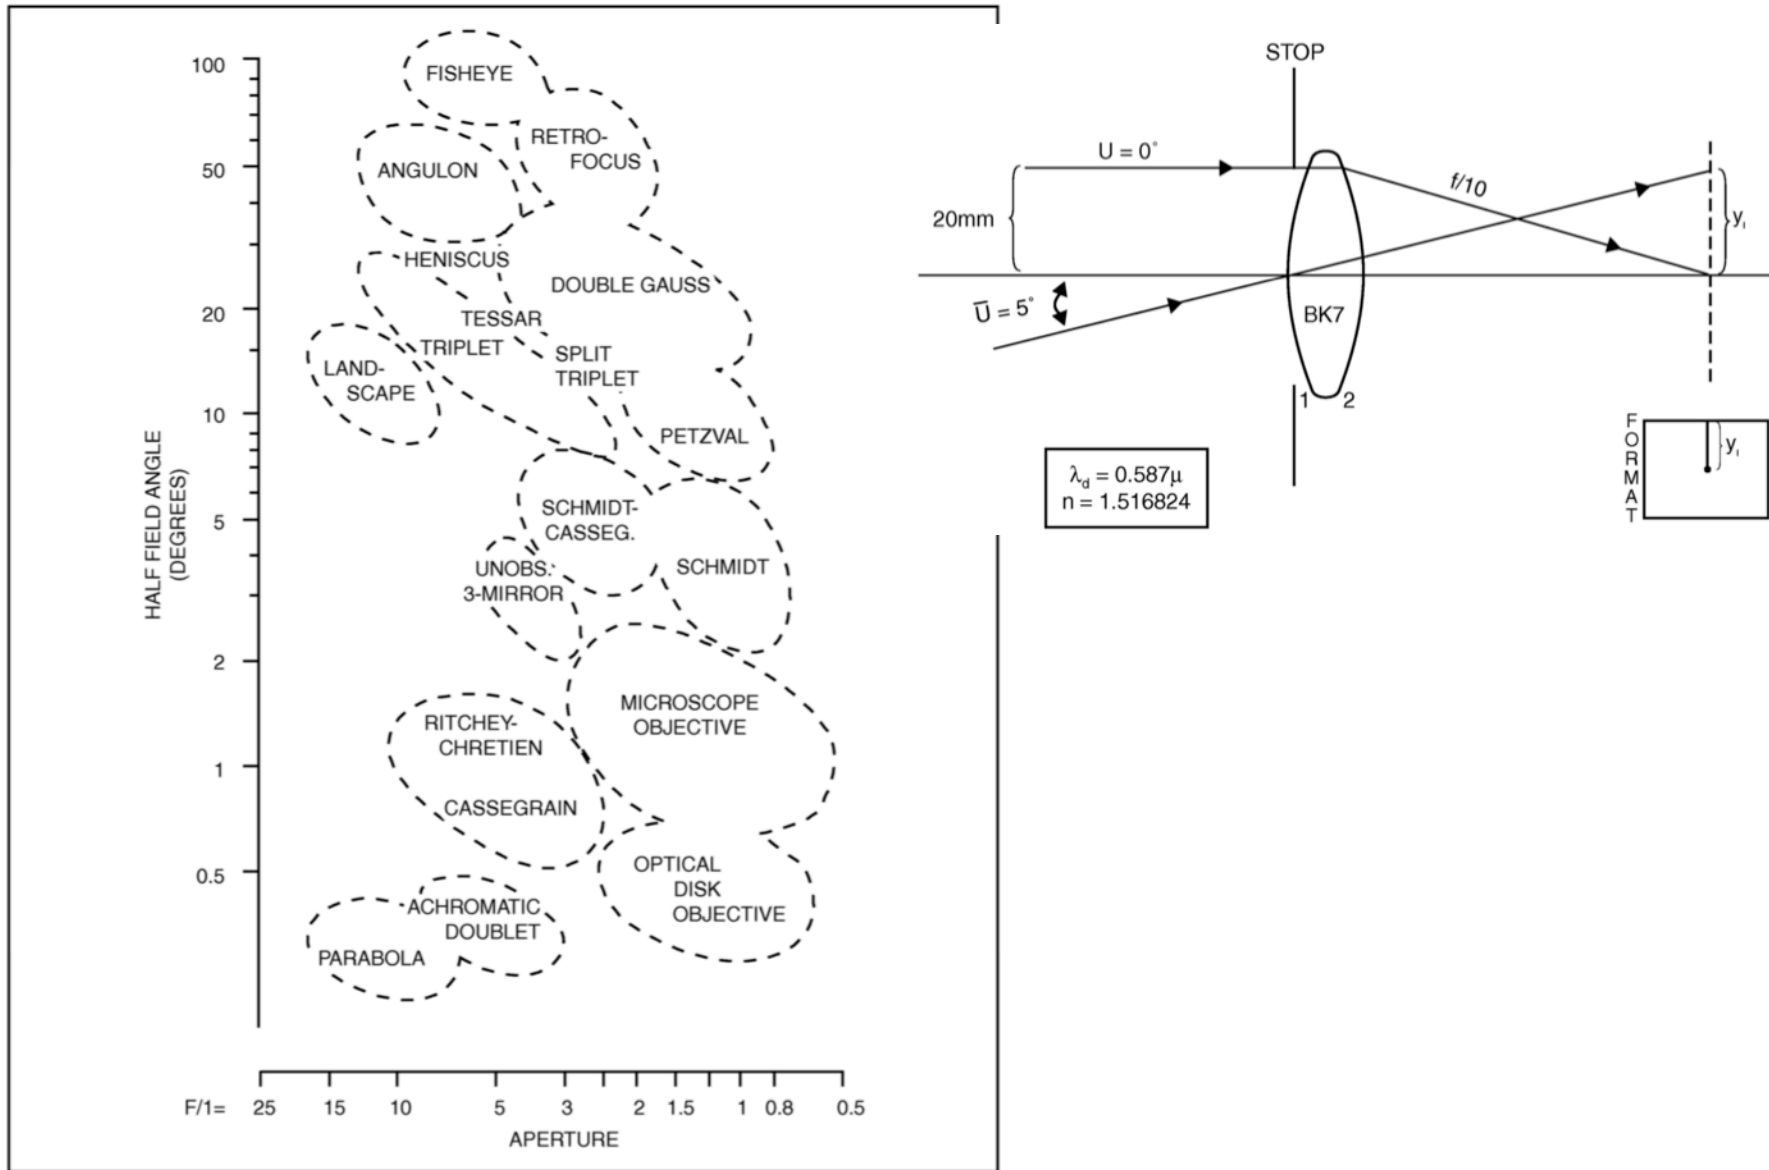 100
50
20
10
5
2
1
0.5
HALF FIELD ANGLE
(DEGREES)
FISHEYE
RETRO-
FOCUS
ANGULON
HENISCUS
DOUBLE GAUSS
TESSAR
TRIPLET
SPLIT
TRIPLET
LAND-
SCAPE
PETZVAL
SCHMIDT-
CASSEG.
SCHMIDT
UNOBS.
3-MIRROR
MICROSCOPE
OBJECTIVE
RITCHEY-
CHRETIEN
CASSEGRAIN
OPTICAL
DISK
OBJECTIVE
ACHROMATIC
DOUBLET
PARABOLA
F/1= 25 15 10 5 3 2 1.5 1 0.8 0.5
APERTURE
STOP
U = 0°
f/10
20mm
y₁
U̅ = 5°
BK7
1 2
λd = 0.587µ
n = 1.516824
FORMAT
y₁